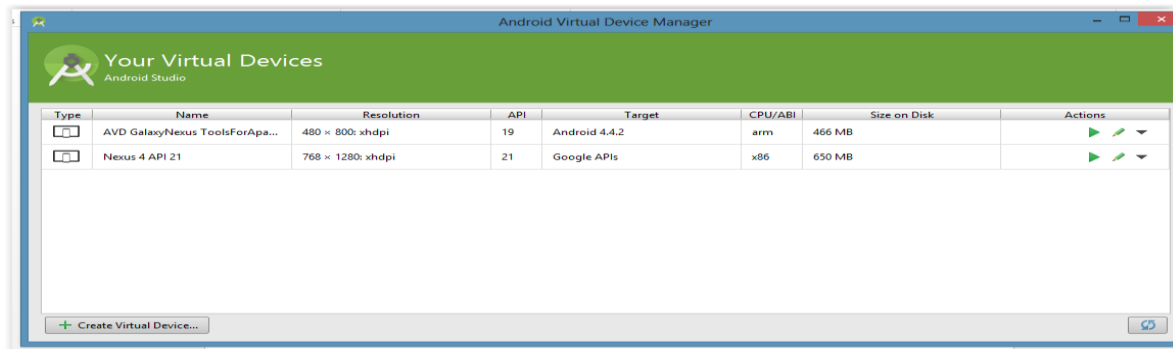 Android Virtual Device Manager
Your Virtual Devices
Android Studio
Type Name Resolution API Target CPU/ABI Size on Disk Actions
AVD GalaxyNexus ToolsForApa... 480 × 800: xhdpi 19 Android 4.4.2 arm 466 MB
Nexus 4 API 21 768 × 1280: xhdpi 21 Google APIs x86 650 MB
Create Virtual Device...